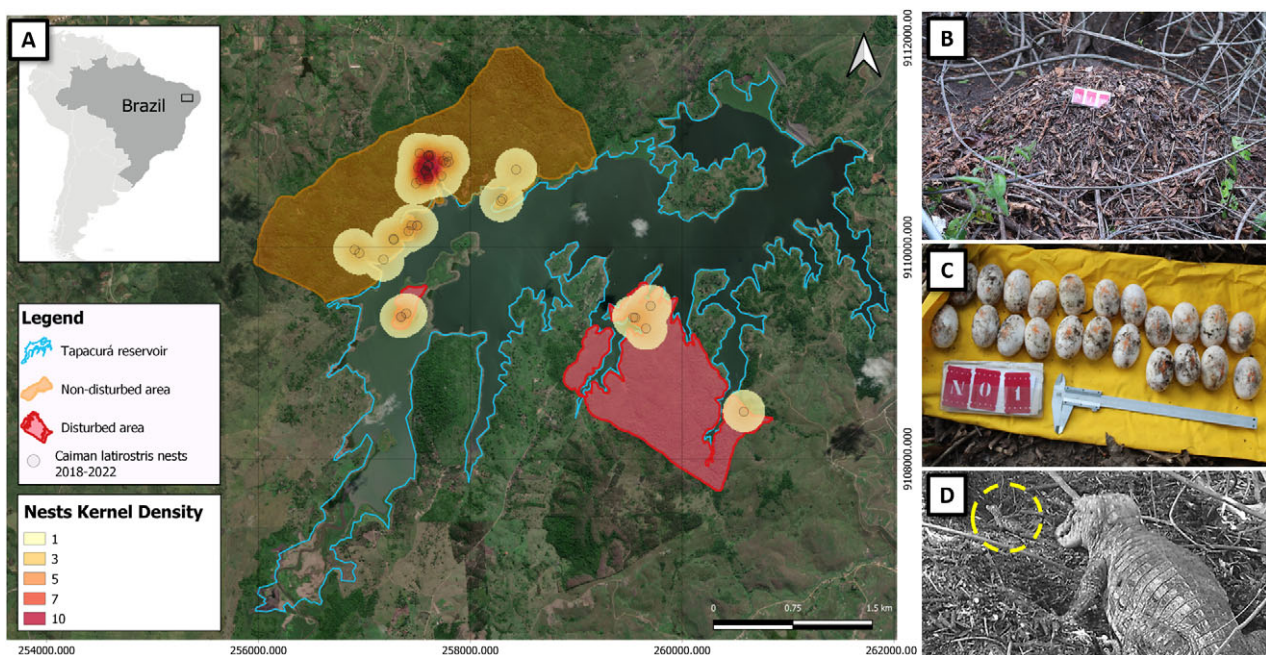 A
Brazil
Legend
Tapacurá reservoir
Non-disturbed area
Disturbed area
Caiman latirostris nests
2018-2022
Nests Kernel Density
1
3
5
7
10
0
0.75
1.5 km
254000.000
256000.000
258000.000
260000.000
262000.000
9112000.00
9110000.000
9108000.000
B
C
N 0 1
D